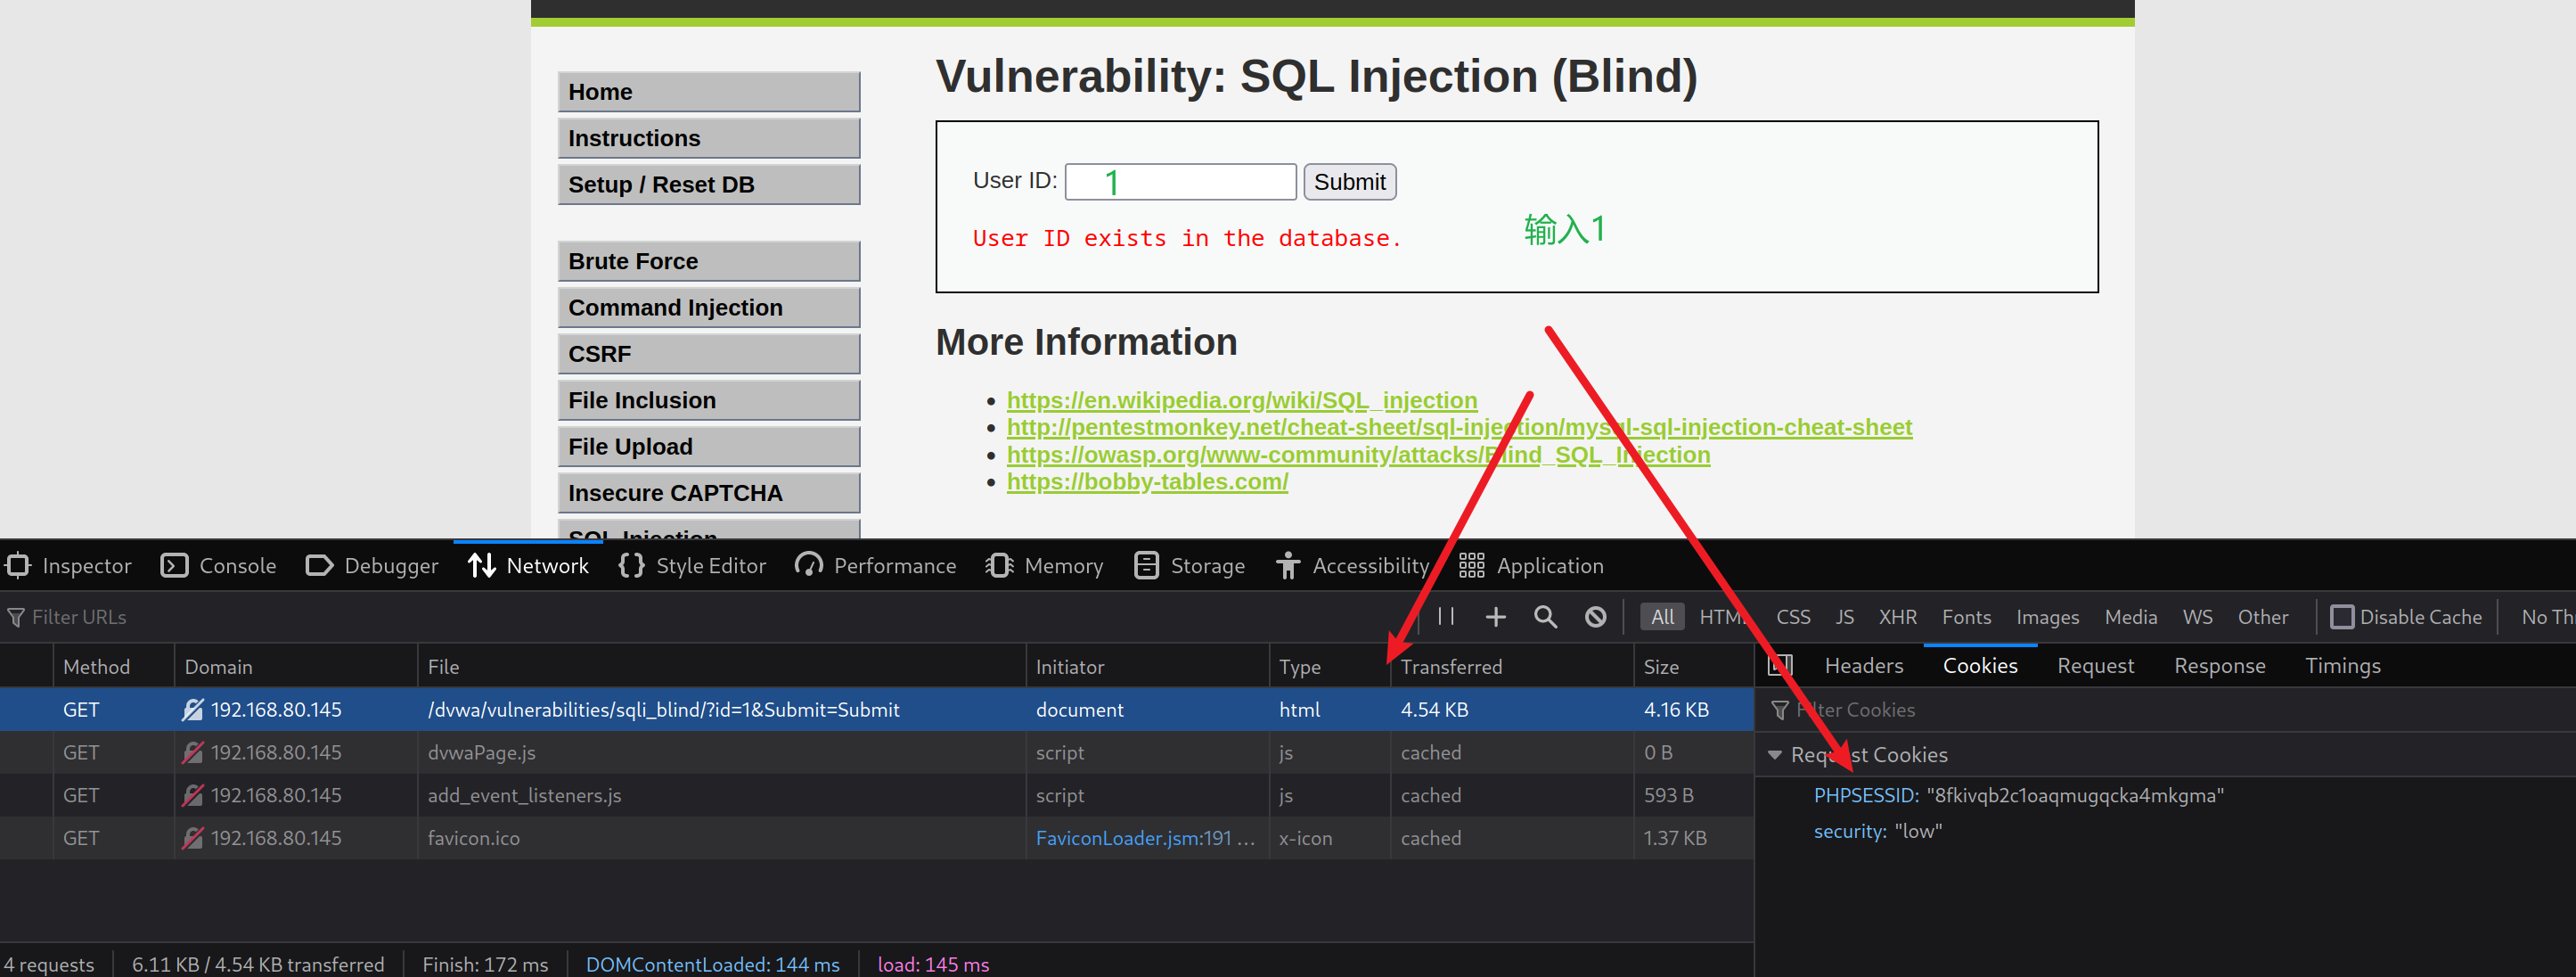 Vulnerability: SQL Injection (Blind)
Home
Instructions
Setup / Reset DB
Brute Force
Command Injection
CSRF
File Inclusion
File Upload
Insecure CAPTCHA
SQL Injection
User ID: 1 Submit
User ID exists in the database.
输入1
More Information
https://en.wikipedia.org/wiki/SQL_injection
http://pentestmonkey.net/cheat-sheet/sql-injection/mysql-sql-injection-cheat-sheet
https://owasp.org/www-community/attacks/Blind_SQL_Injection
https://bobby-tables.com/
Inspector Console Debugger Network Style Editor Performance Memory Storage Accessibility Application
Filter URLs All HTM CSS JS XHR Fonts Images Media WS Other Disable Cache No Th
Method Domain File Initiator Type Transferred Size
GET 192.168.80.145 /dvwa/vulnerabilities/sqli_blind/?id=1&Submit=Submit document html 4.54 KB 4.16 KB
GET 192.168.80.145 dvwaPage.js script js cached 0 B
GET 192.168.80.145 add_event_listeners.js script js cached 593 B
GET 192.168.80.145 favicon.ico FaviconLoader.jsm:191 … x-icon cached 1.37 KB
4 requests 6.11 KB / 4.54 KB transferred Finish: 172 ms DOMContentLoaded: 144 ms load: 145 ms
Headers Cookies Request Response Timings
Filter Cookies
Request Cookies
PHPSESSID: "8fkivqb2c1oaqmugqcka4mkgma"
security: "low"